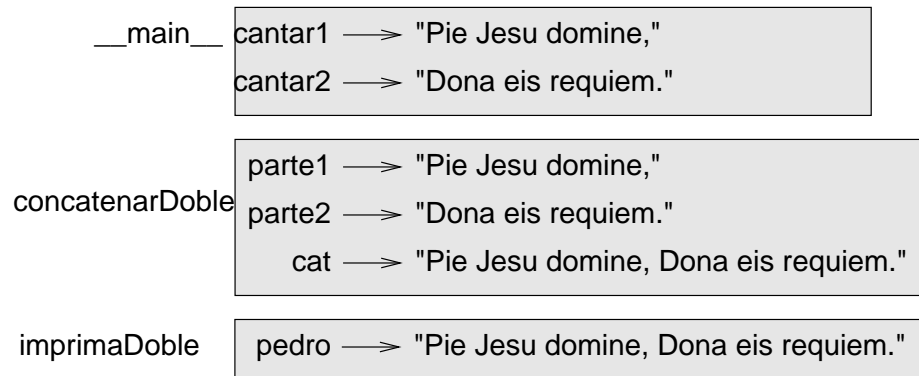 __main__ cantar1 "Pie Jesu domine,"
cantar2 "Dona eis requiem."
concatenarDoble
parte1 "Pie Jesu domine,"
parte2 "Dona eis requiem."
cat "Pie Jesu domine, Dona eis requiem."
imprimaDoble pedro "Pie Jesu domine, Dona eis requiem."